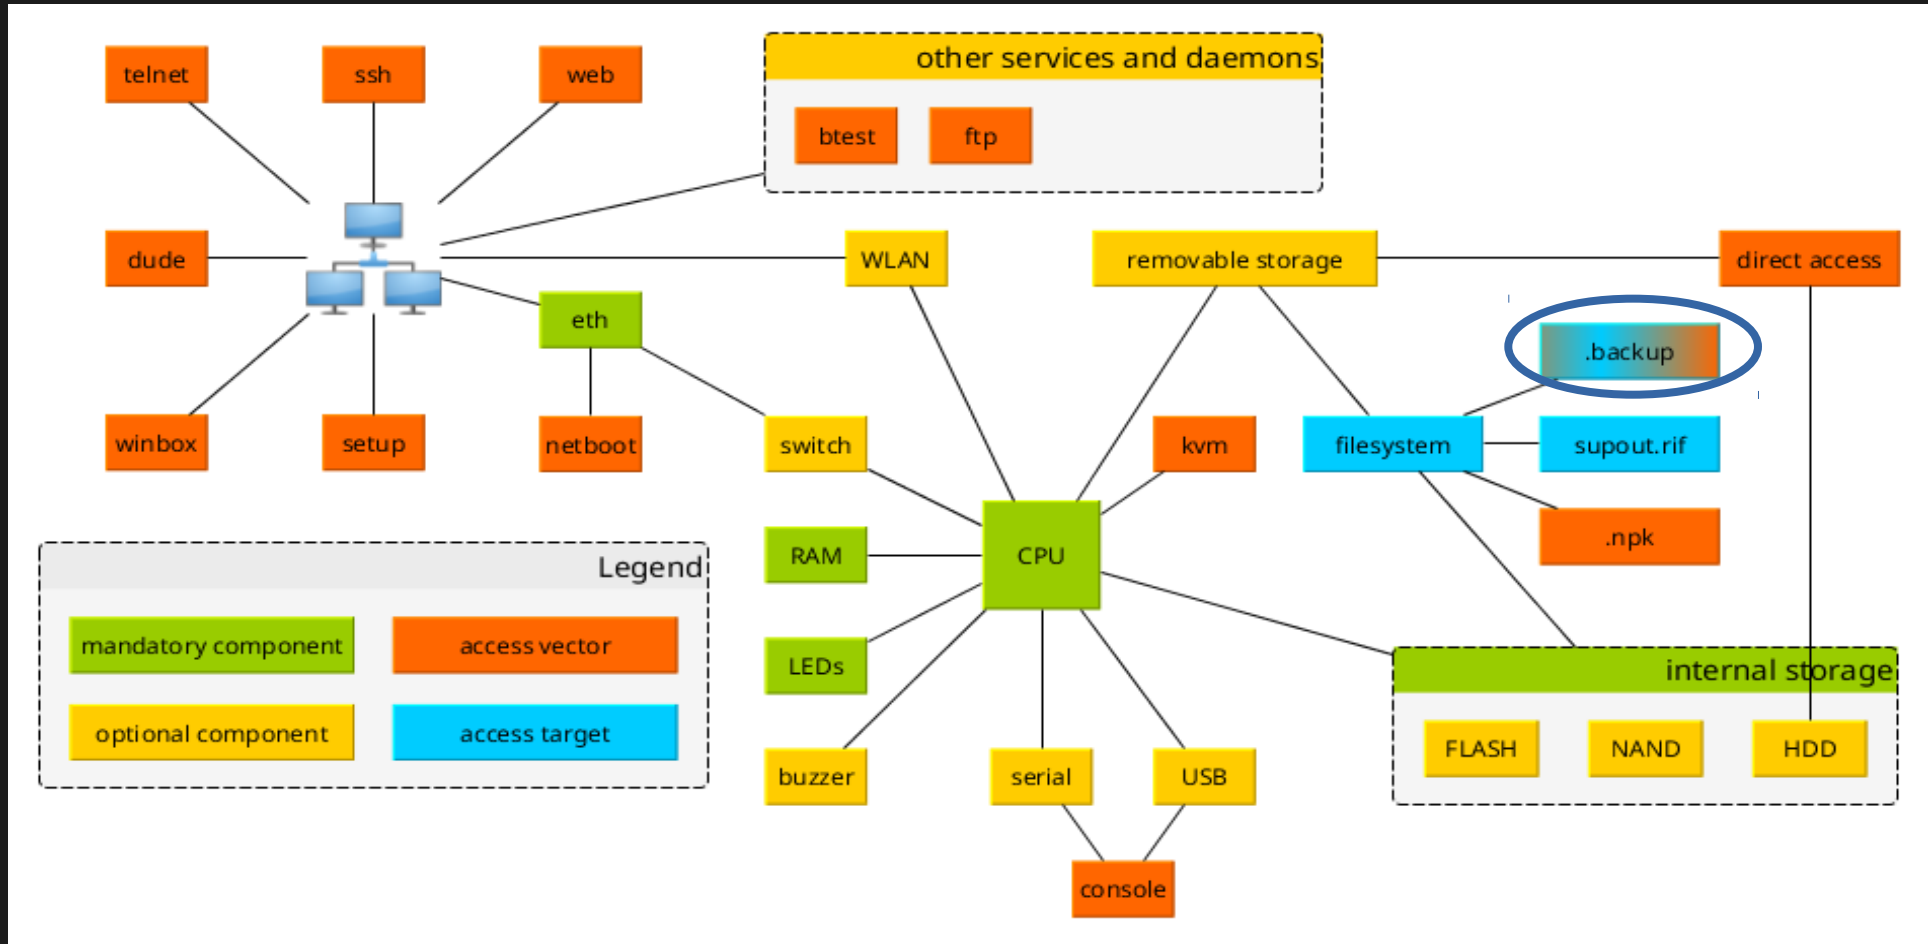 telnet
ssh
web
other services and daemons
btest
ftp
dude
WLAN
removable storage
direct access
eth
.backup
winbox
setup
netboot
switch
kvm
filesystem
supout.rif
.npk
RAM
CPU
Legend
mandatory component
access vector
optional component
access target
LEDs
internal storage
FLASH
NAND
HDD
buzzer
serial
USB
console